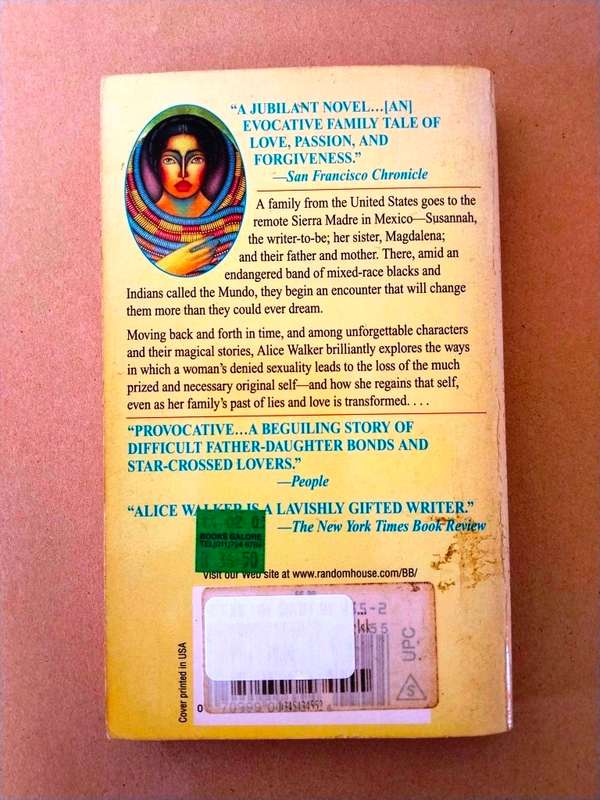 “A JUBILANT NOVEL...[AN]
EVOCATIVE FAMILY TALE OF
LOVE, PASSION, AND
FORGIVENESS.”
—San Francisco Chronicle
A family from the United States goes to the
remote Sierra Madre in Mexico—Susannah,
the writer-to-be; her sister, Magdalena;
and their father and mother. There, amid an
endangered band of mixed-race blacks and
Indians called the Mundo, they begin an encounter that will change
them more than they could ever dream.
Moving back and forth in time, and among unforgettable characters
and their magical stories, Alice Walker brilliantly explores the ways
in which a woman's denied sexuality leads to the loss of the much
prized and necessary original self—and how she regains that self,
even as her family's past of lies and love is transformed. . . .
“PROVOCATIVE...A BEGUILING STORY OF
DIFFICULT FATHER-DAUGHTER BONDS AND
STAR-CROSSED LOVERS.”
—People
“ALICE WALKER IS A LAVISHLY GIFTED WRITER.”
—The New York Times Book Review
BOOKS GALORE
Visit our Web site at www.randomhouse.com/BB/
UPC
S
Cover printed in USA